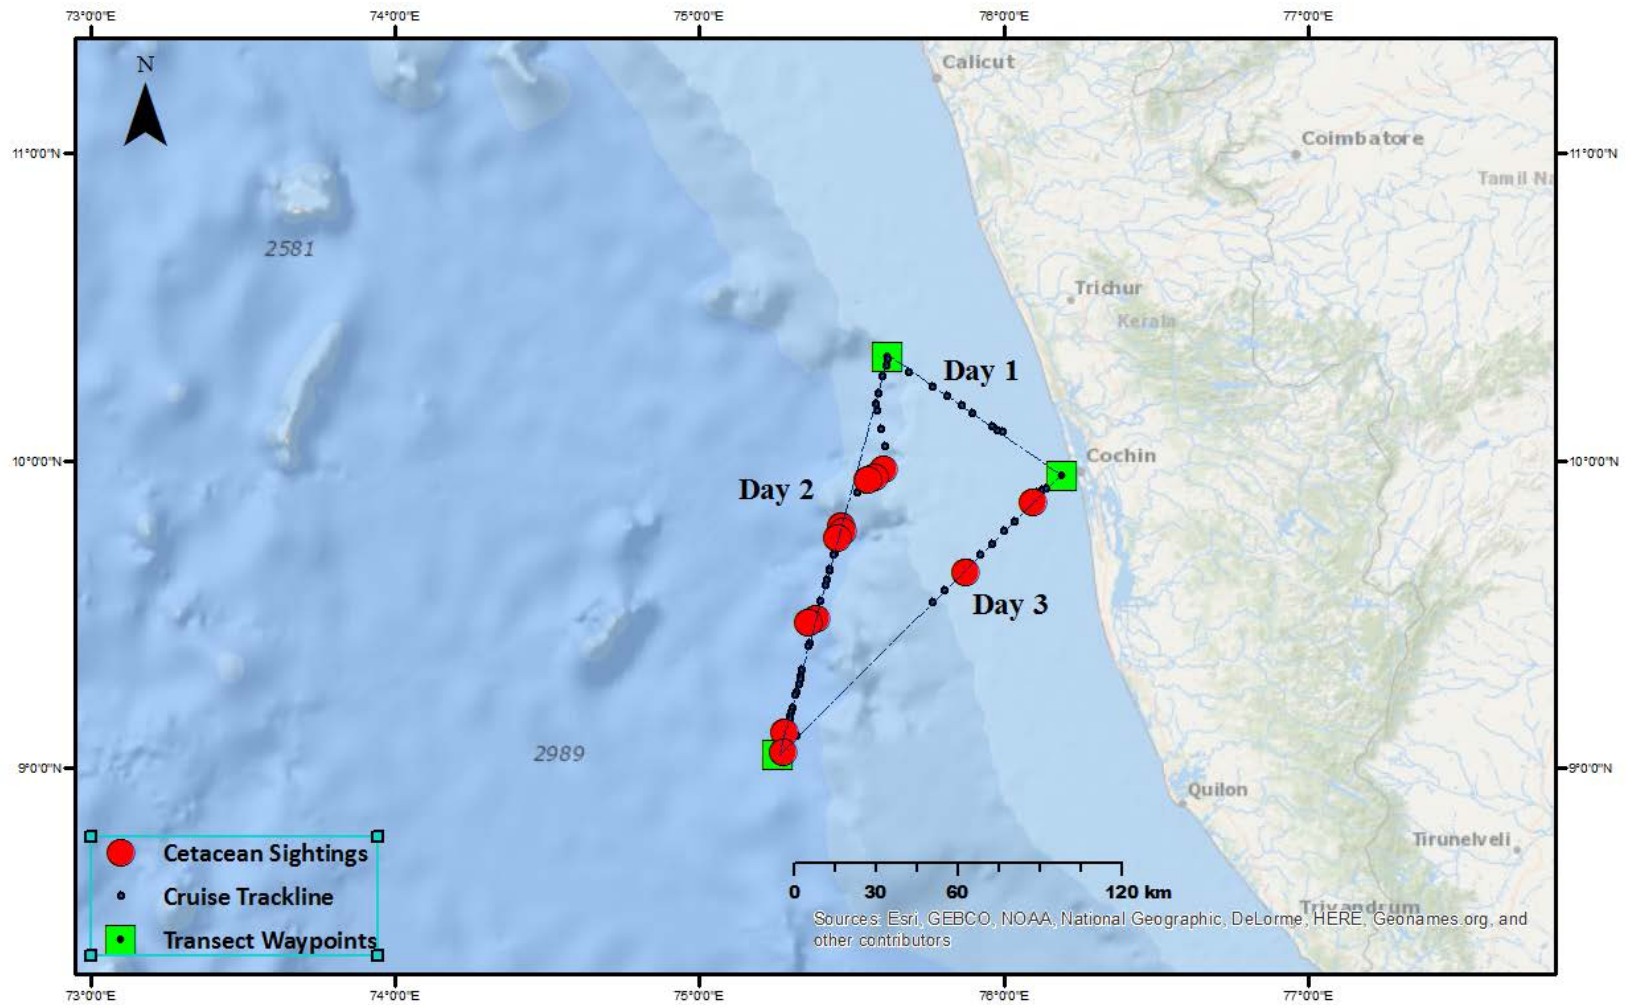 73°0'0"E 74°0'0"E 75°0'0"E 76°0'0"E 77°0'0"E
N
Calicut
Coimbatore
11°0'0"N 11°0'0"N
Tamil Na
2581
Trichur
Kerala
Day 1
Cochin
10°0'0"N 10°0'0"N
Day 2
Day 3
2989
9°0'0"N 9°0'0"N
Quilon
Tirunelveli
Cetacean Sightings
Cruise Trackline
Transect Waypoints
0 30 60 120 km
Trivandrum
Sources: Esri, GEBCO, NOAA, National Geographic, DeLorme, HERE, Geonames.org, and
other contributors
73°0'0"E 74°0'0"E 75°0'0"E 76°0'0"E 77°0'0"E